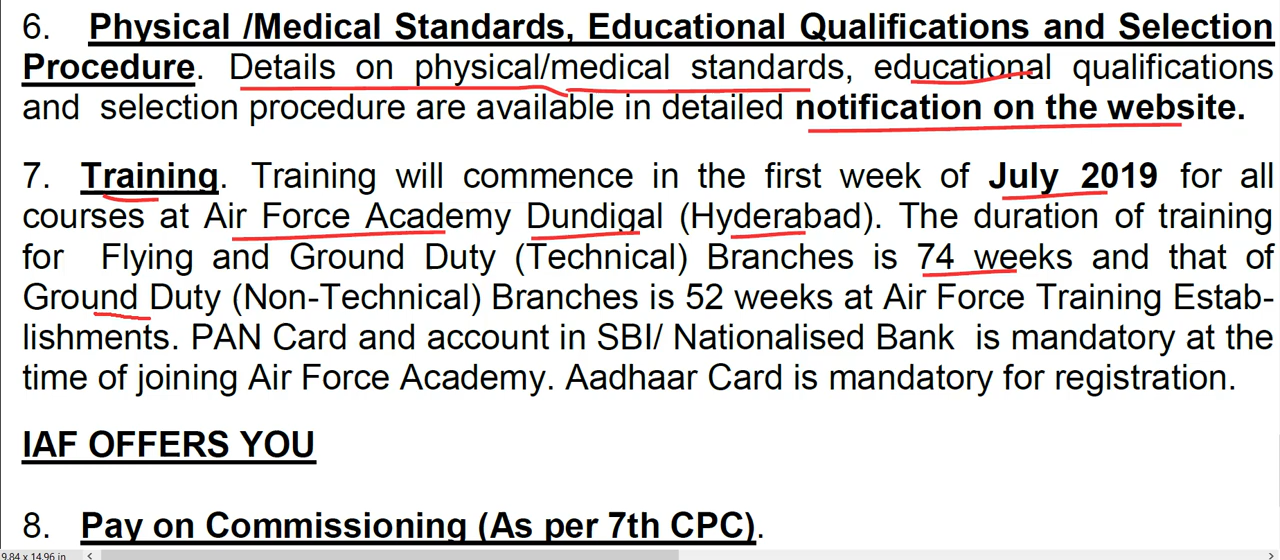 6. Physical /Medical Standards, Educational Qualifications and Selection
Procedure. Details on physical/medical standards, educational qualifications
and selection procedure are available in detailed notification on the website.
7. Training. Training will commence in the first week of July 2019 for all
courses at Air Force Academy Dundigal (Hyderabad). The duration of training
for Flying and Ground Duty (Technical) Branches is 74 weeks and that of
Ground Duty (Non-Technical) Branches is 52 weeks at Air Force Training Estab-
lishments. PAN Card and account in SBI/ Nationalised Bank is mandatory at the
time of joining Air Force Academy. Aadhaar Card is mandatory for registration.
IAF OFFERS YOU
8. Pay on Commissioning (As per 7th CPC).
9.84 x 14.96 in